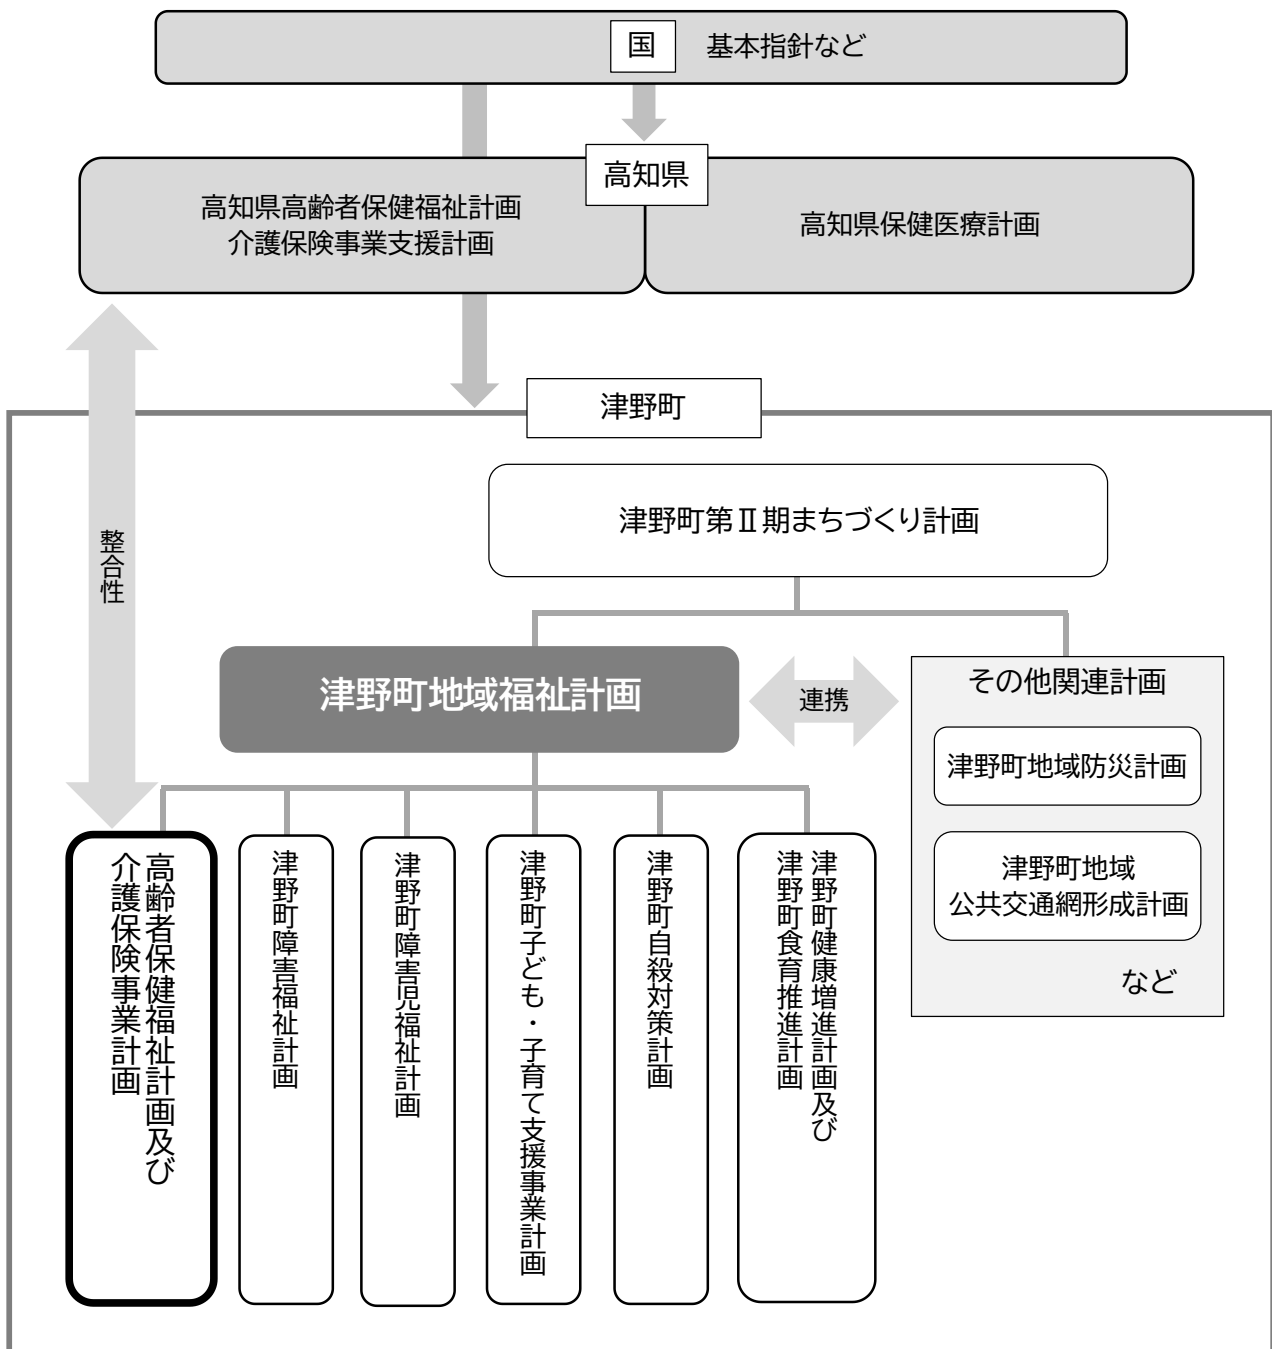 国 基本指針など
高知県
高知県高齢者保健福祉計画
介護保険事業支援計画
高知県保健医療計画
津野町
津野町第Ⅱ期まちづくり計画
整合性
津野町地域福祉計画
連携
その他関連計画
津野町地域防災計画
津野町地域
公共交通網形成計画
など
高齢者保健福祉計画及び
介護保険事業計画
津野町障害福祉計画
津野町障害児福祉計画
津野町子ども・子育て支援事業計画
津野町自殺対策計画
津野町健康増進計画及び
津野町食育推進計画